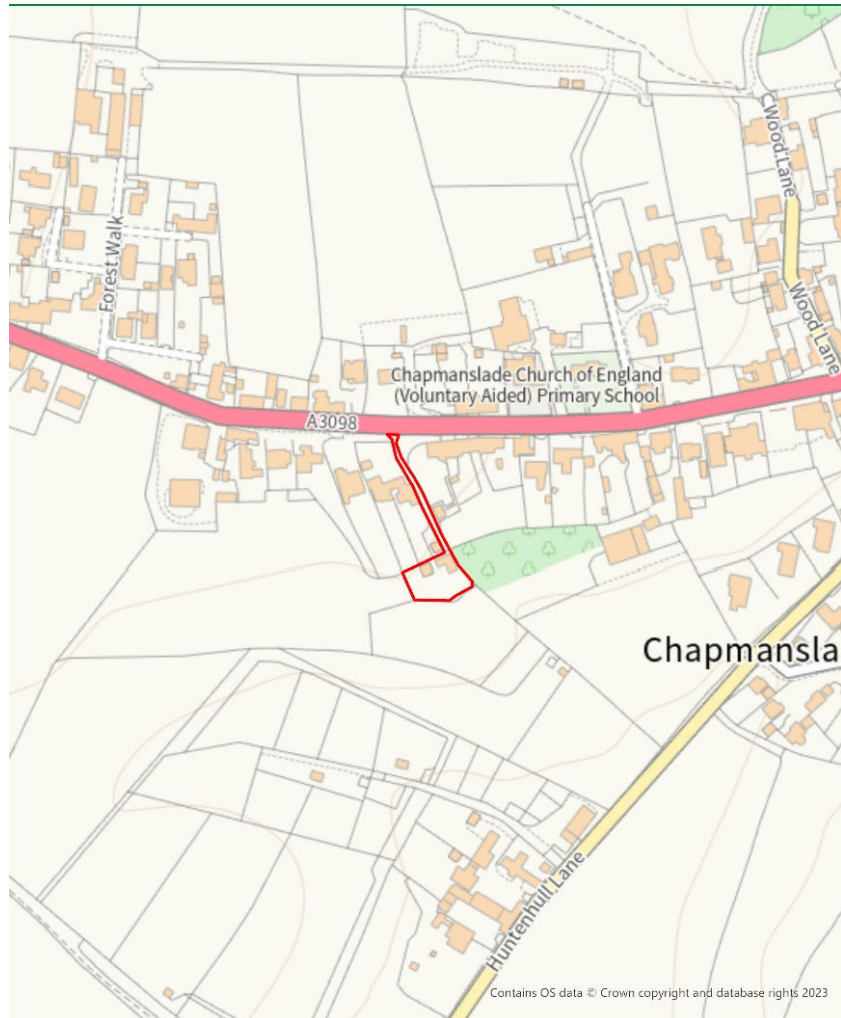 Wood Lane
Forest Walk
Wood Lane
Chapmanslade Church of England
(Voluntary Aided) Primary School
A3098
Chapmansla
Huntenhull Lane
Contains OS data © Crown copyright and database rights 2023